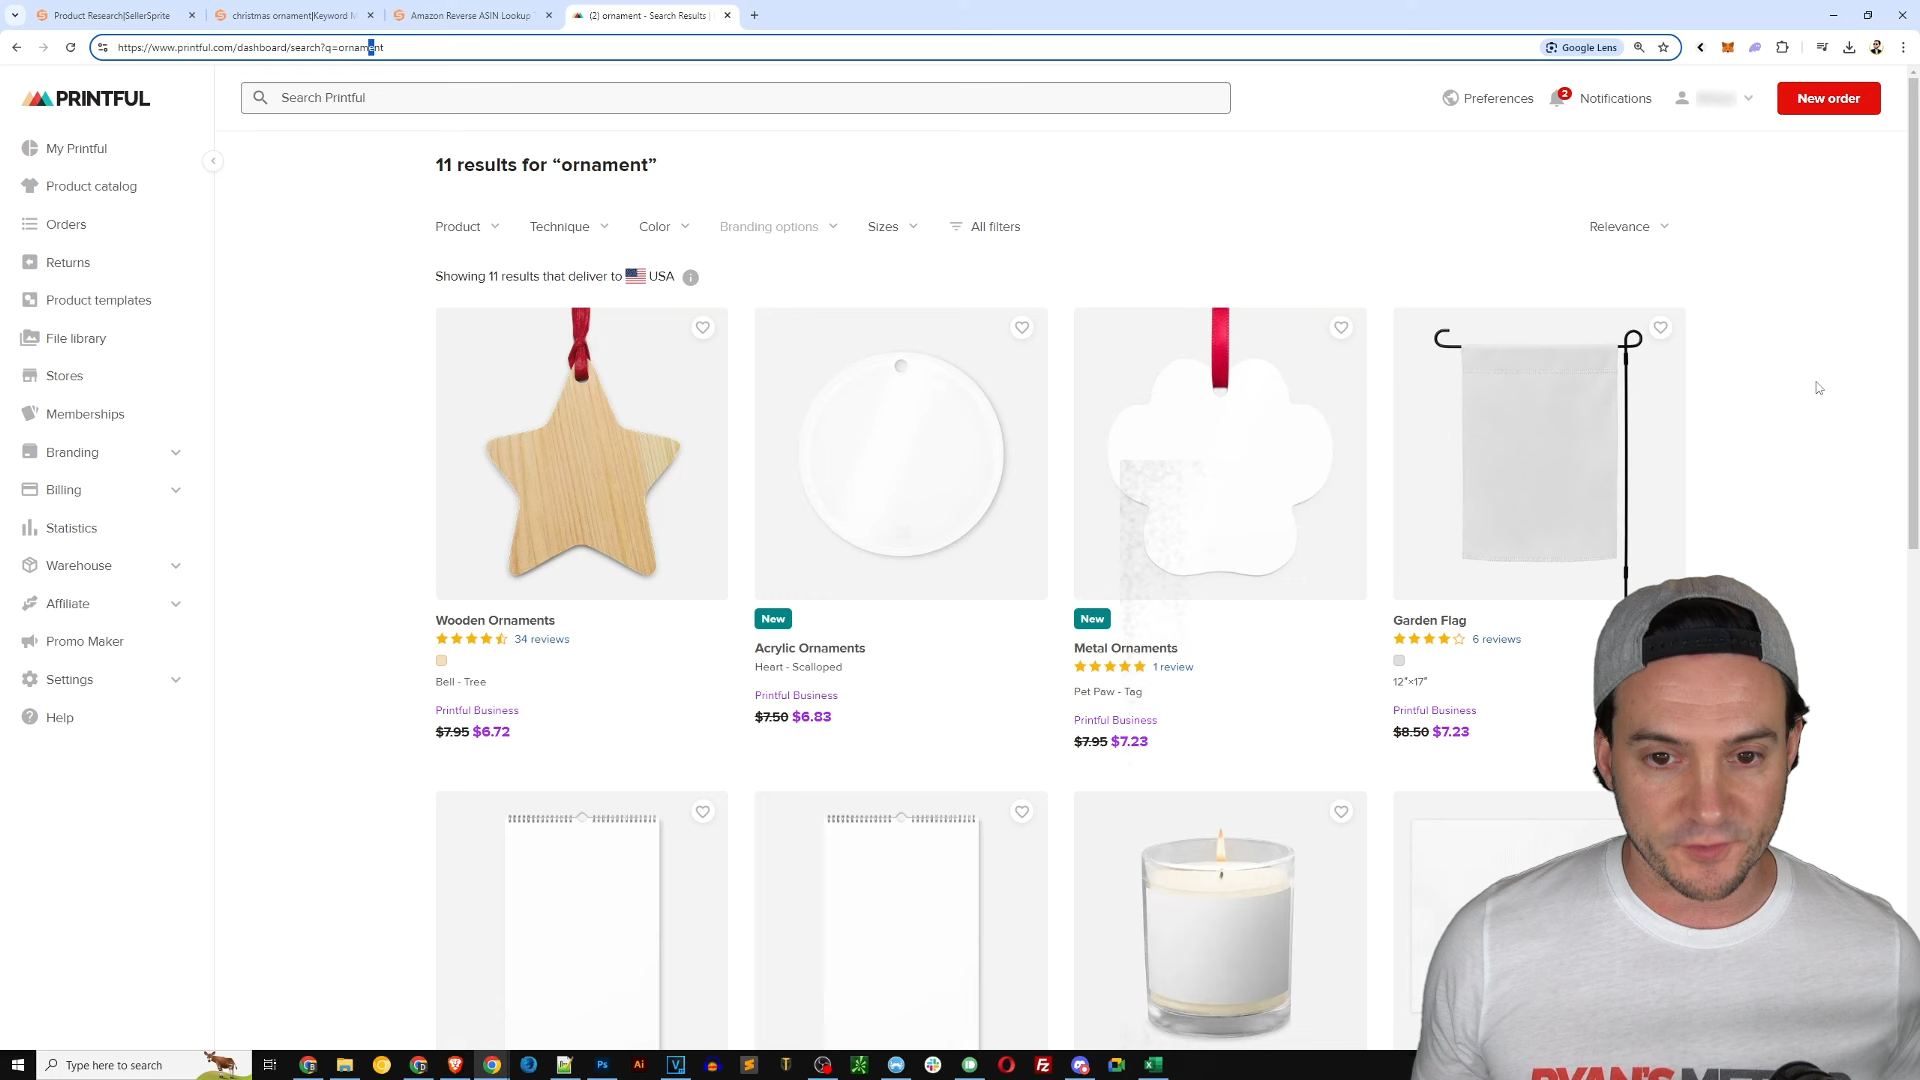 Product Research|SellerSprite
christmas ornament|Keyword M
Amazon Reverse ASIN Lookup
(2) ornament - Search Results |
https://www.printful.com/dashboard/search?q=ornament
Google Lens
PRINTFUL
Search Printful
Preferences
2
Notifications
New order
My Printful
Product catalog
Orders
Returns
Product templates
File library
Stores
Memberships
Branding
Billing
Statistics
Warehouse
Affiliate
Promo Maker
Settings
Help
11 results for “ornament”
Product
Technique
Color
Branding options
Sizes
All filters
Relevance
Showing 11 results that deliver to USA
Wooden Ornaments
34 reviews
Bell - Tree
Printful Business
$7.95 $6.72
New
Acrylic Ornaments
Heart - Scalloped
Printful Business
$7.50 $6.83
New
Metal Ornaments
1 review
Pet Paw - Tag
Printful Business
$7.95 $7.23
Garden Flag
6 reviews
12″×17″
Printful Business
$8.50 $7.23
Type here to search